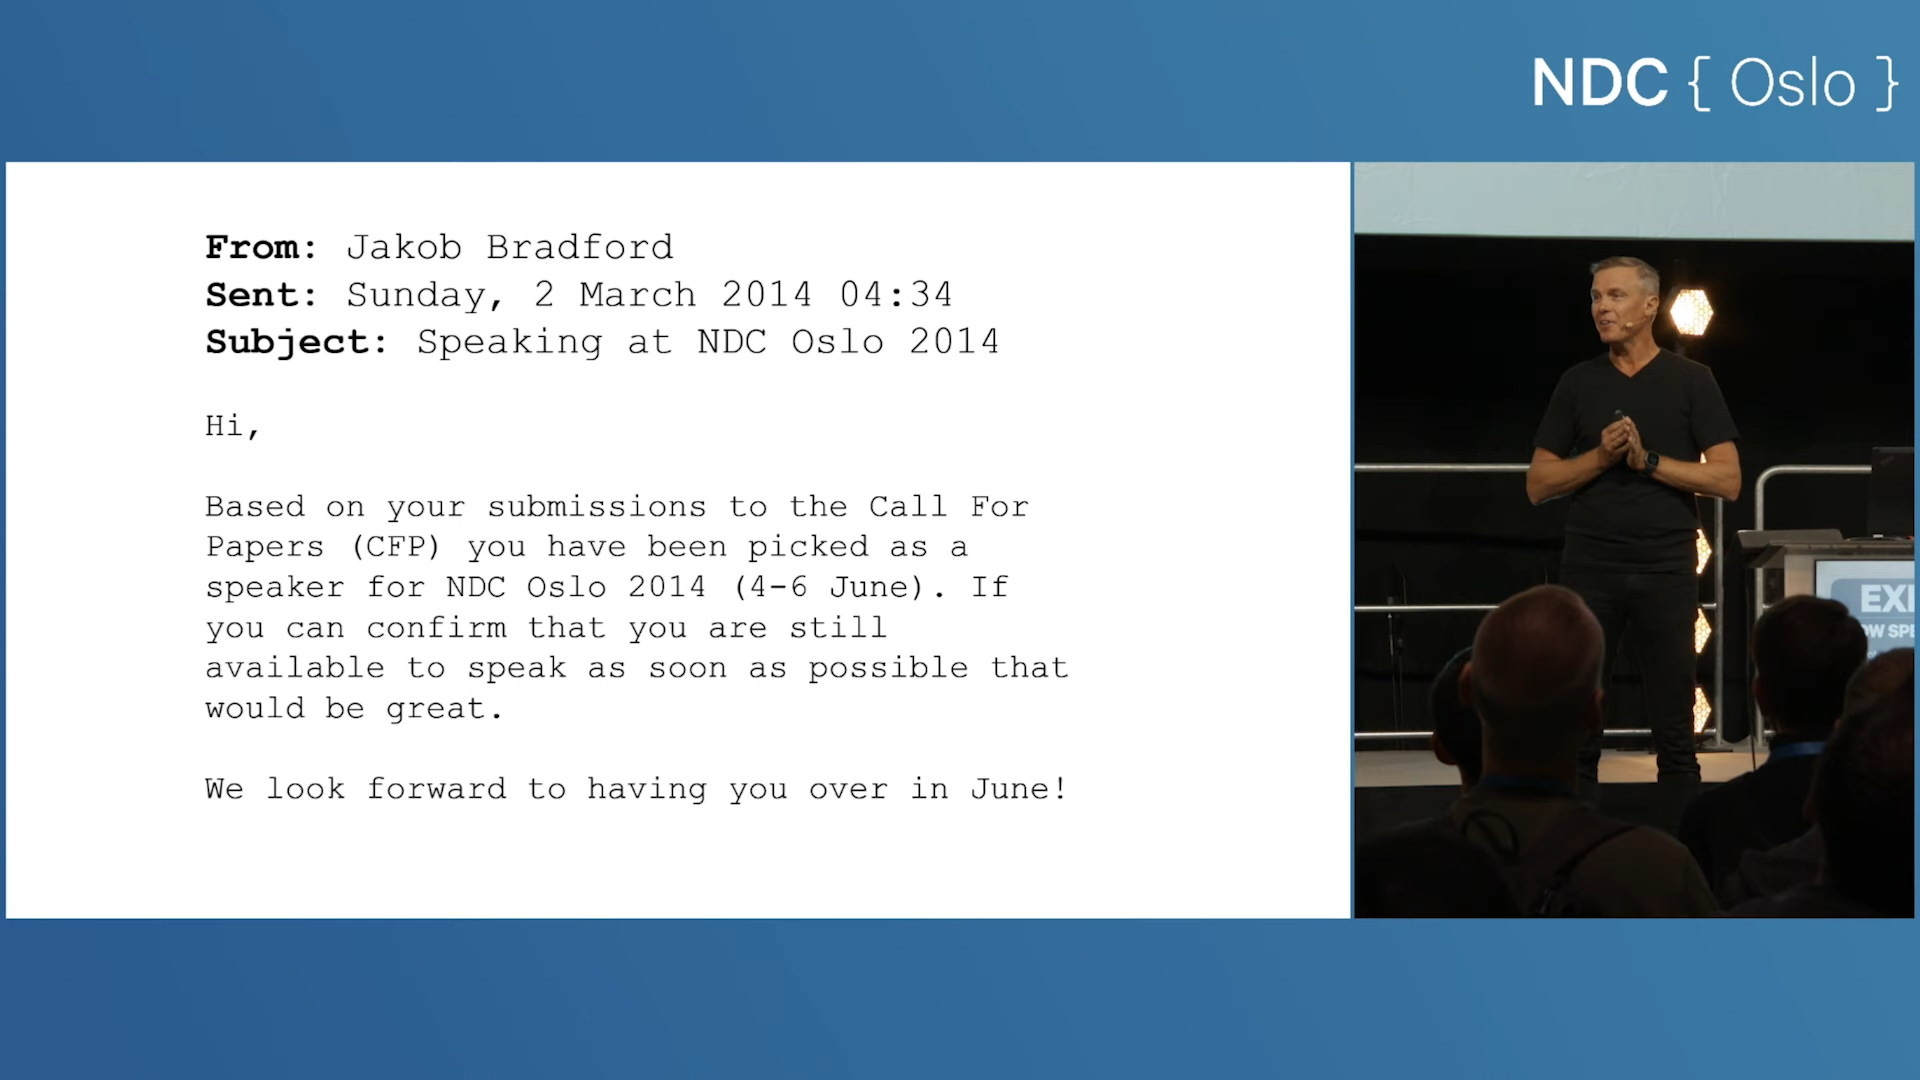 NDC { Oslo }
From: Jakob Bradford
Sent: Sunday, 2 March 2014 04:34
Subject: Speaking at NDC Oslo 2014
Hi,
Based on your submissions to the Call For
Papers (CFP) you have been picked as a
speaker for NDC Oslo 2014 (4-6 June). If
you can confirm that you are still
available to speak as soon as possible that
would be great.
We look forward to having you over in June!
EXI
OW SPE